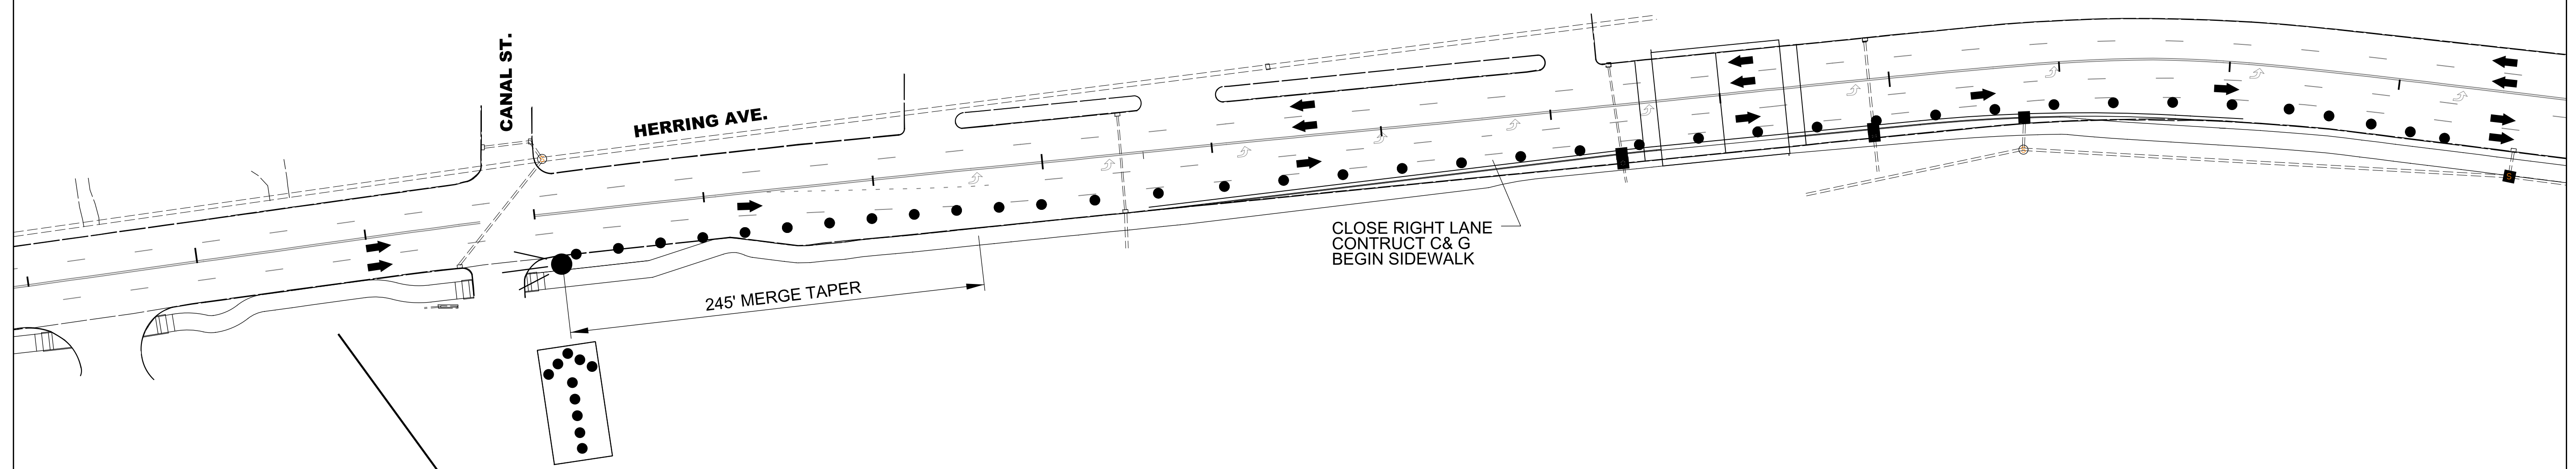 CANAL ST.
HERRING AVE.
245' MERGE TAPER
CLOSE RIGHT LANE
CONTRUCT C& G
BEGIN SIDEWALK
S